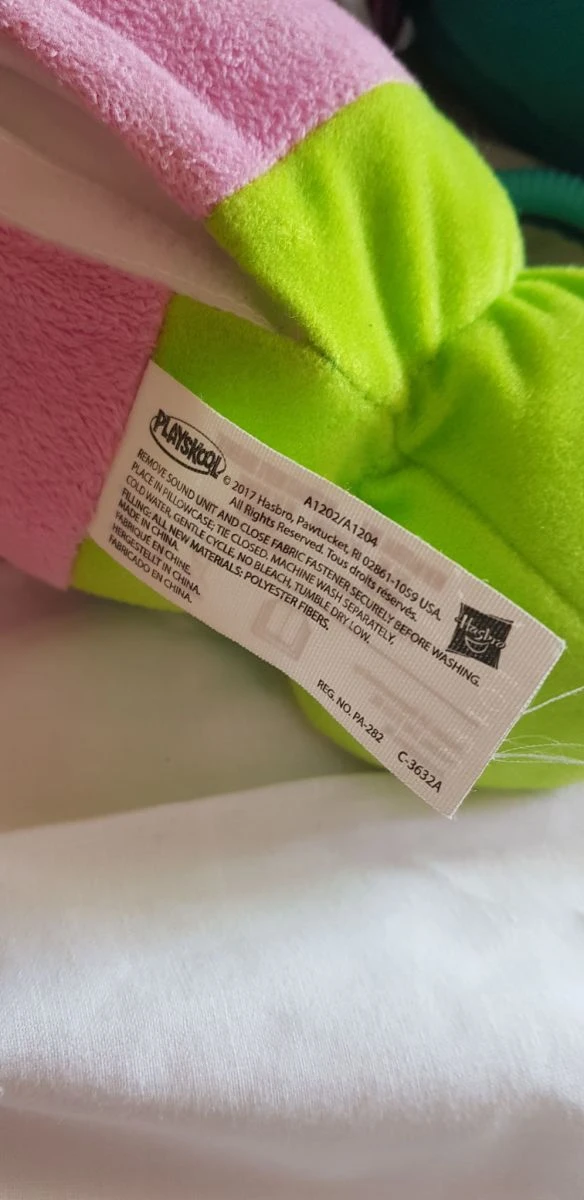 PLAYSKOOL
A1202/A1204
© 2017 Hasbro, Pawtucket, RI 02861-1059 USA.
All Rights Reserved. Tous droits réservés.
REMOVE SOUND UNIT AND CLOSE FABRIC FASTENER SECURELY BEFORE WASHING.
PLACE IN PILLOWCASE; TIE CLOSED. MACHINE WASH SEPARATELY,
COLD WATER, GENTLE CYCLE, NO BLEACH, TUMBLE DRY LOW.
FILLING: ALL NEW MATERIALS: POLYESTER FIBERS.
MADE IN CHINA.
FABRIQUÉ EN CHINE.
HERGESTELLT IN CHINA.
FABRICADO EN CHINA.
Hasbro
REG. NO. PA-282
C-3632A